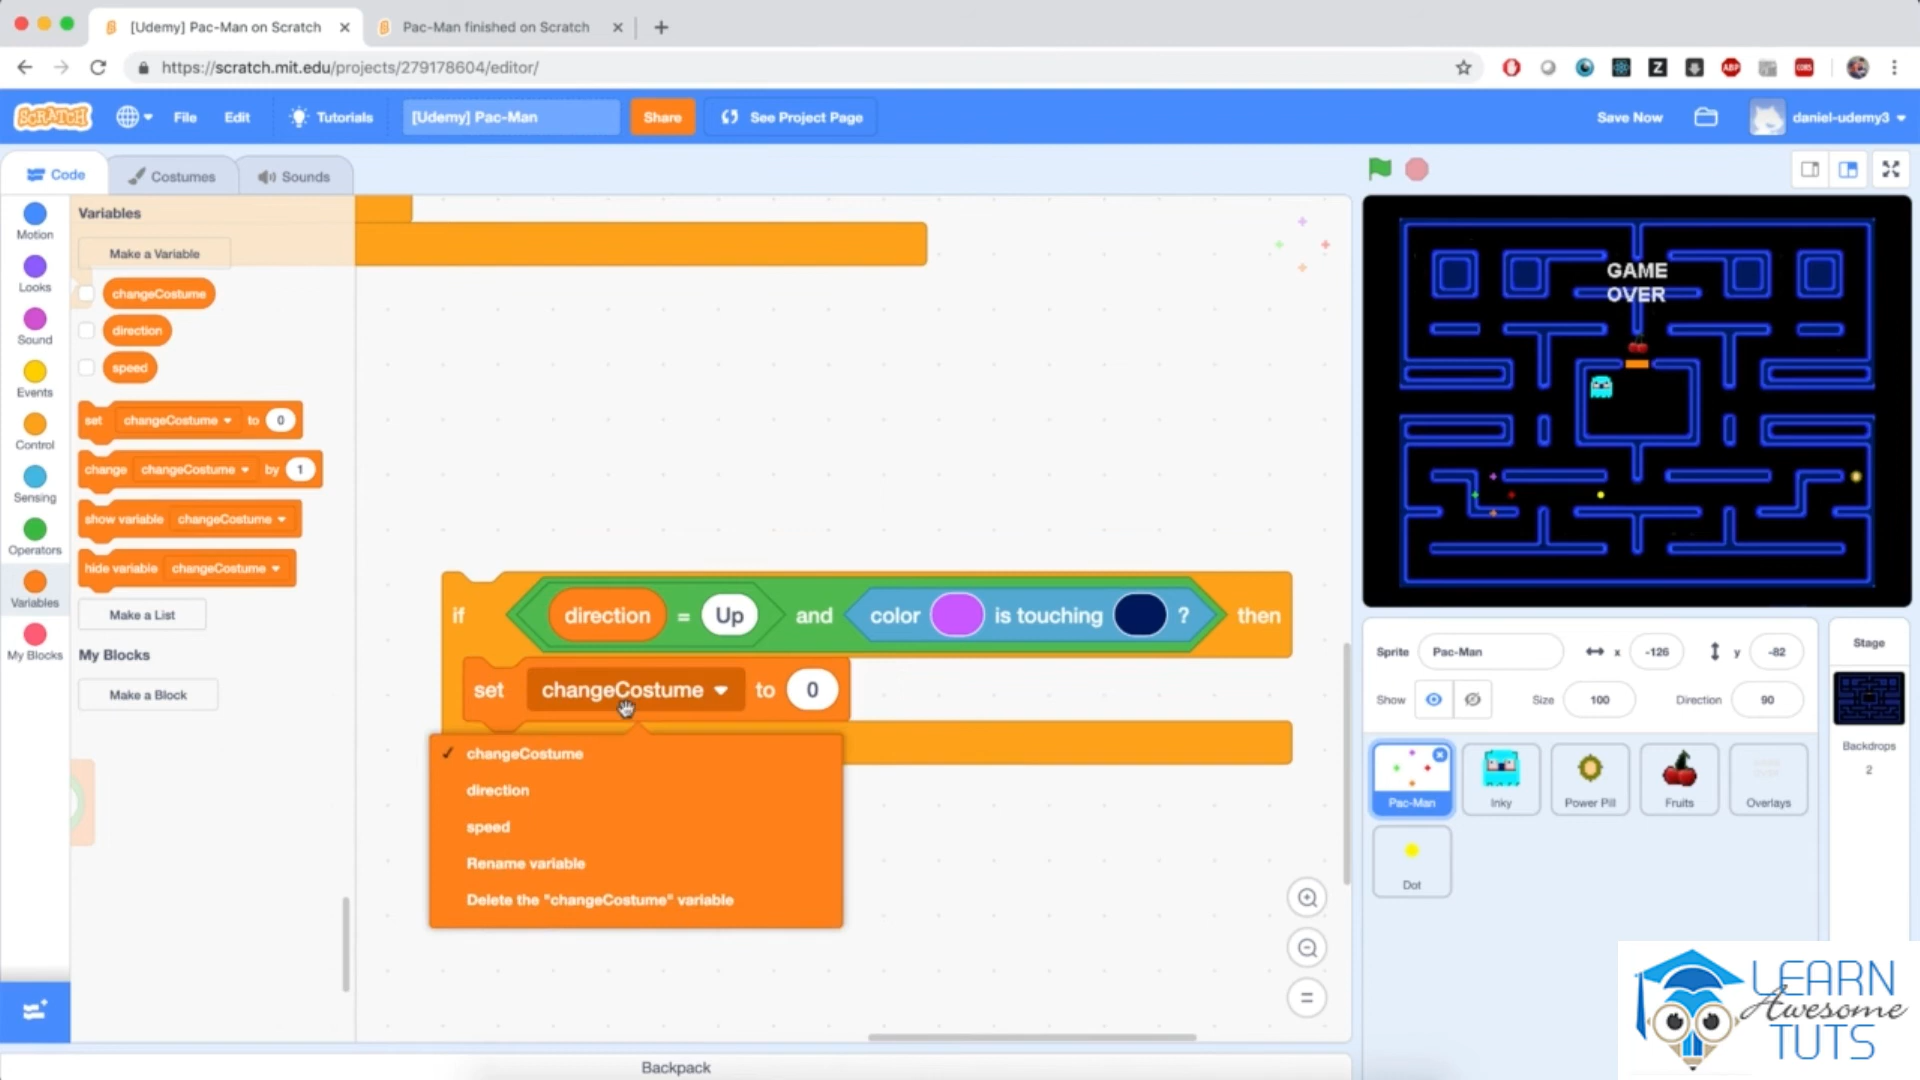 [Udemy] Pac-Man on Scratch
Pac-Man finished on Scratch
https://scratch.mit.edu/projects/279178604/editor/
ABP
SCRATCH
File
Edit
Tutorials
[Udemy] Pac-Man
Share
See Project Page
Save Now
daniel-udemy3
Code
Costumes
Sounds
Motion
Looks
Sound
Events
Control
Sensing
Operators
Variables
My Blocks
Variables
Make a Variable
changeCostume
direction
speed
set changeCostume to 0
change changeCostume by 1
show variable changeCostume
hide variable changeCostume
Make a List
My Blocks
Make a Block
if direction = Up and color is touching ? then
set changeCostume to 0
✓ changeCostume
direction
speed
Rename variable
Delete the "changeCostume" variable
Backpack
GAME
OVER
Sprite Pac-Man x -126 y -82
Show Size 100 Direction 90
Pac-Man
Inky
Power Pill
Fruits
Overlays
Dot
Stage
Backdrops
2
LEARN
Awesome
TUTS